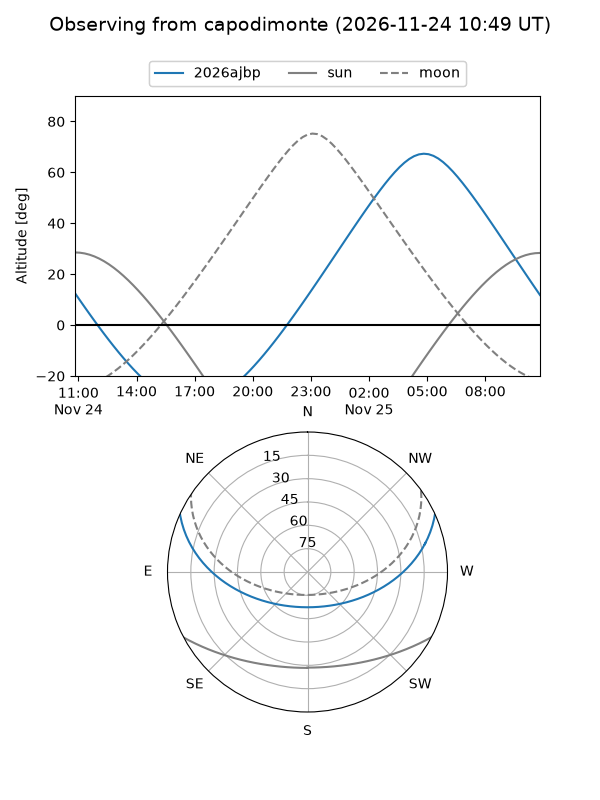 Observing from capodimonte (2026-11-24 10:49 UT)
2026ajbp sun moon
Altitude [deg]
80
60
40
20
0
−20
11:00 14:00 17:00 20:00 23:00 02:00 05:00 08:00
Nov 24 Nov 25
N
NE NW
15
30
45
60
75
E W
SE SW
S